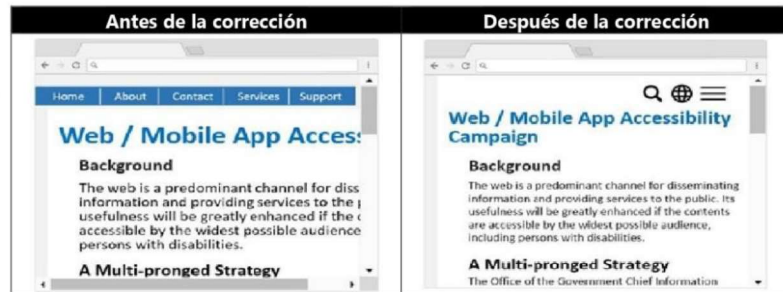 Antes de la corrección
Después de la corrección
Home About Contact Services Support
Web / Mobile App Access
Background
The web is a predominant channel for diss
information and providing services to the p
usefulness will be greatly enhanced if the c
accessible by the widest possible audience
persons with disabilities.
A Multi-pronged Strategy
Web / Mobile App Accessibility
Campaign
Background
The web is a predominant channel for disseminating
information and providing services to the public. Its
usefulness will be greatly enhanced if the contents
are accessible by the widest possible audience,
including persons with disabilities.
A Multi-pronged Strategy
The Office of the Government Chief Information